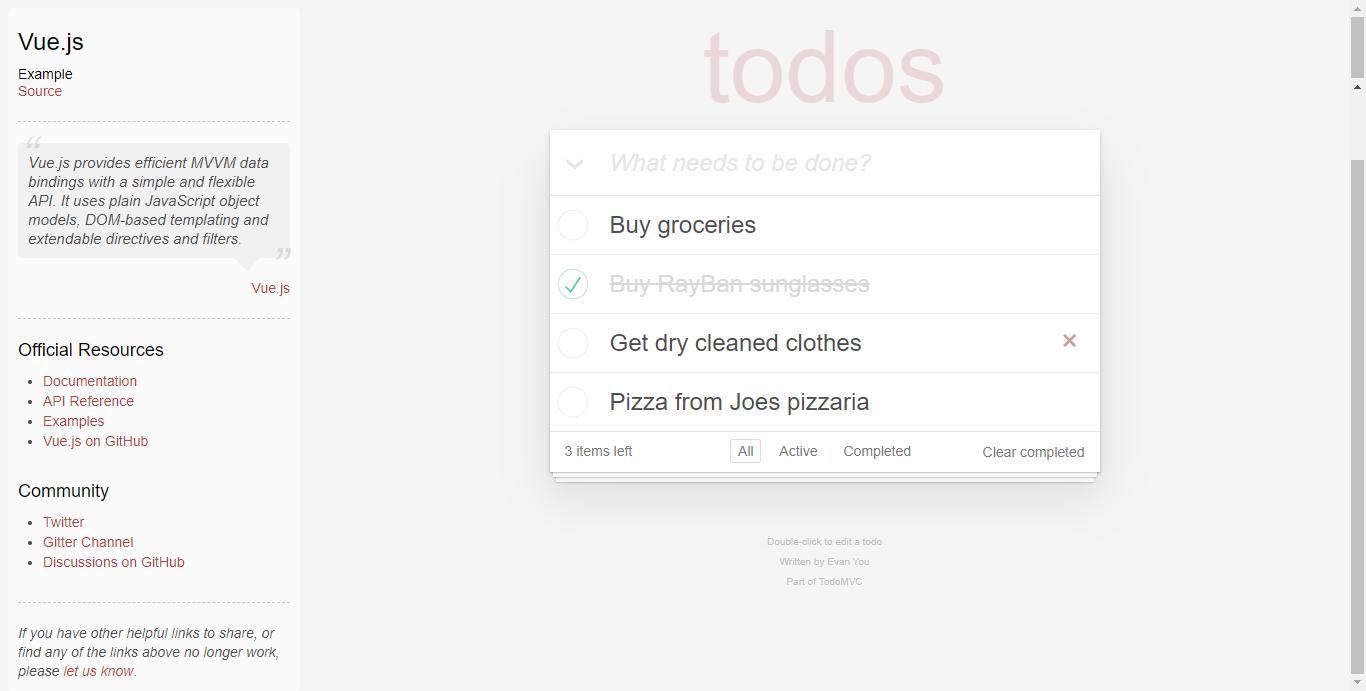 Vue.js
Example
Source
“
Vue.js provides efficient MVVM data
bindings with a simple and flexible
API. It uses plain JavaScript object
models, DOM-based templating and
extendable directives and filters.
”
Vue.js
Official Resources
Documentation
API Reference
Examples
Vue.js on GitHub
Community
Twitter
Gitter Channel
Discussions on GitHub
If you have other helpful links to share, or
find any of the links above no longer work,
please let us know.
todos
What needs to be done?
Buy groceries
Buy RayBan sunglasses
Get dry cleaned clothes ×
Pizza from Joes pizzaria
3 items left All Active Completed Clear completed
Double-click to edit a todo
Written by Evan You
Part of TodoMVC